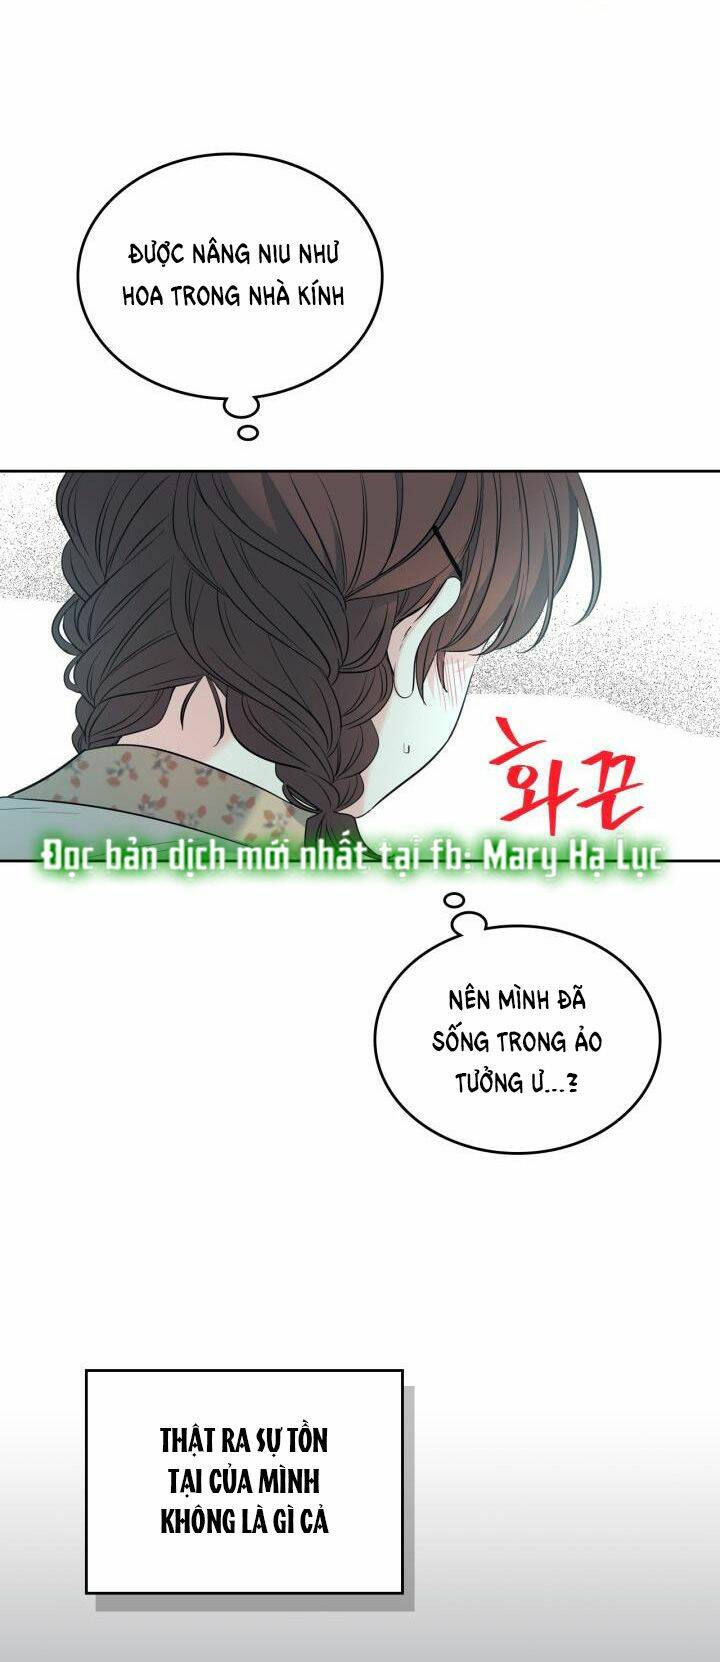 ĐƯỢC NÂNG NIU NHƯ
HOA TRONG NHÀ KÍNH
화끈
Đọc bản dịch mới nhất tại fb: Mary Hạ Lục
NÊN MÌNH ĐÃ
SỐNG TRONG ẢO
TƯỞNG Ư...?
THẬT RA SỰ TỒN
TẠI CỦA MÌNH
KHÔNG LÀ GÌ CẢ